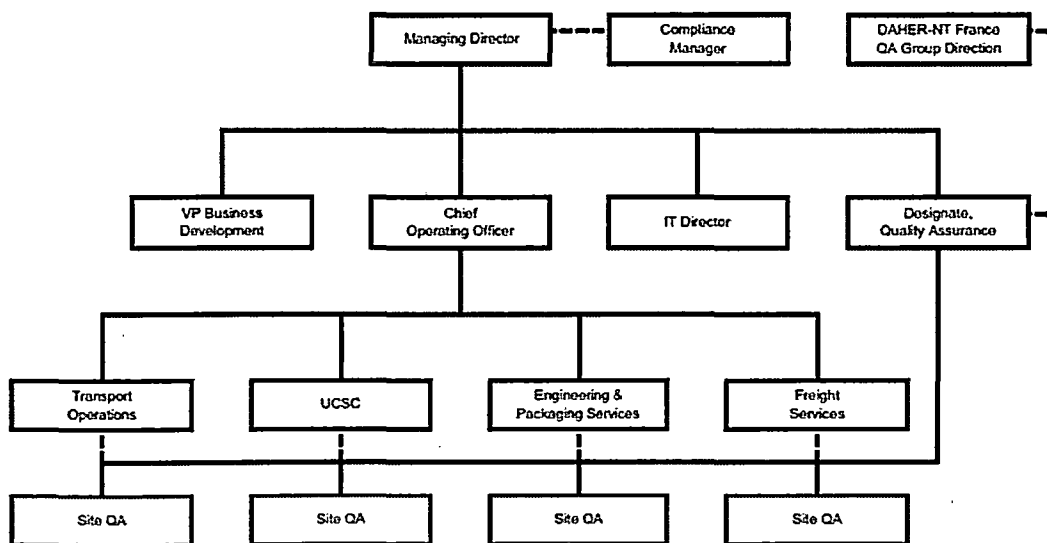 Managing Director
Compliance
Manager
DAHER-NT France
QA Group Direction
VP Business
Development
Chief
Operating Officer
IT Director
Designate,
Quality Assurance
Transport
Operations
UCSC
Engineering &
Packaging Services
Freight
Services
Site QA
Site QA
Site QA
Site QA